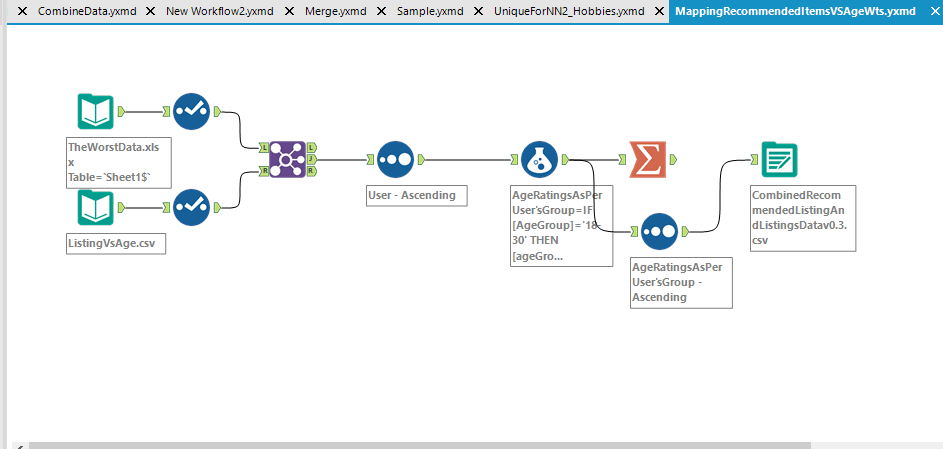 CombineData.yxmd
New Workflow2.yxmd
Merge.yxmd
Sample.yxmd
UniqueForNN2_Hobbies.yxmd
MappingRecommendedItemsVSAgeWts.yxmd
TheWorstData.xls
x
Table=`Sheet1$`
L
R
L
J
R
ListingVsAge.csv
User - Ascending
AgeRatingsAsPer
User'sGroup=IF
[AgeGroup]='18-
30' THEN
[ageGro...
Σ
AgeRatingsAsPer
User'sGroup -
Ascending
CombinedRecom
mendedListingAn
dListingsDatav0.3.
csv